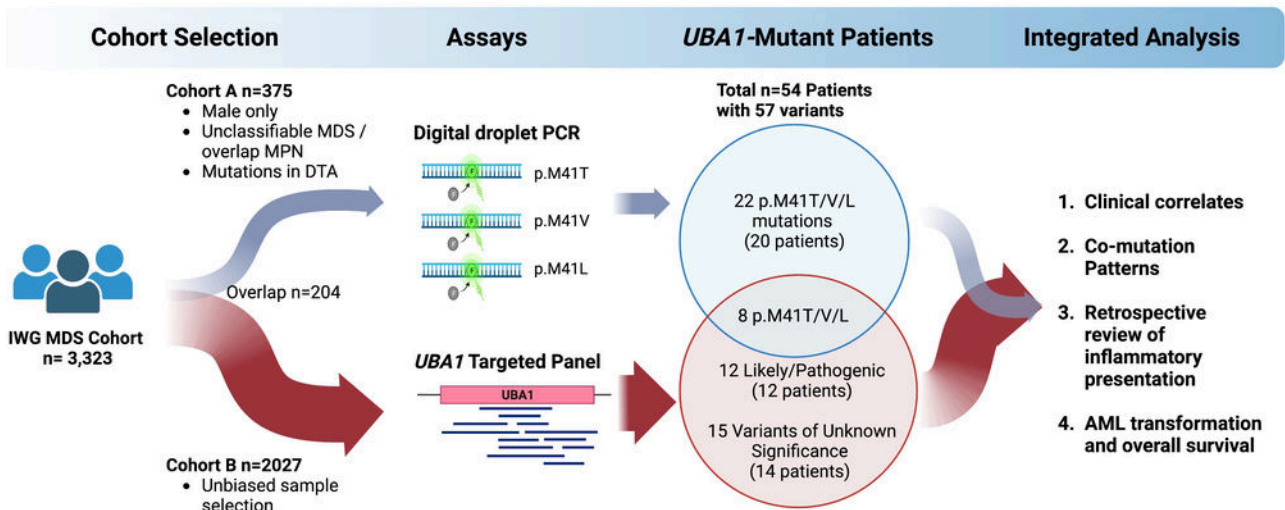 Cohort Selection
Assays
UBA1-Mutant Patients
Integrated Analysis
Cohort A n=375
• Male only
• Unclassifiable MDS /
overlap MPN
• Mutations in DTA
IWG MDS Cohort
n= 3,323
Overlap n=204
Cohort B n=2027
• Unbiased sample
selection
Digital droplet PCR
F
p.M41T
F
F
p.M41V
F
F
p.M41L
F
UBA1 Targeted Panel
UBA1
Total n=54 Patients
with 57 variants
22 p.M41T/V/L
mutations
(20 patients)
8 p.M41T/V/L
12 Likely/Pathogenic
(12 patients)
15 Variants of Unknown
Significance
(14 patients)
1. Clinical correlates
2. Co-mutation
Patterns
3. Retrospective
review of
inflammatory
presentation
4. AML transformation
and overall survival